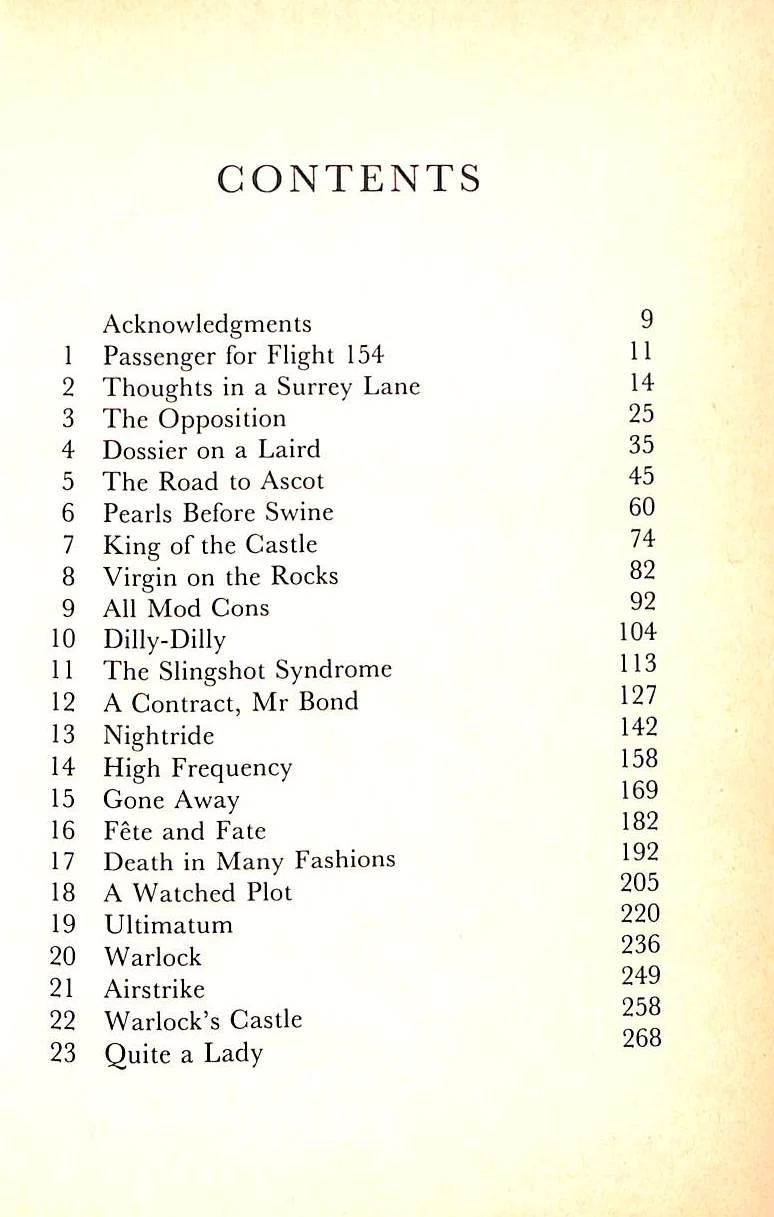 CONTENTS
Acknowledgments 9
1 Passenger for Flight 154 11
2 Thoughts in a Surrey Lane 14
3 The Opposition 25
4 Dossier on a Laird 35
5 The Road to Ascot 45
6 Pearls Before Swine 60
7 King of the Castle 74
8 Virgin on the Rocks 82
9 All Mod Cons 92
10 Dilly-Dilly 104
11 The Slingshot Syndrome 113
12 A Contract, Mr Bond 127
13 Nightride 142
14 High Frequency 158
15 Gone Away 169
16 Fête and Fate 182
17 Death in Many Fashions 192
18 A Watched Plot 205
19 Ultimatum 220
20 Warlock 236
21 Airstrike 249
22 Warlock's Castle 258
23 Quite a Lady 268